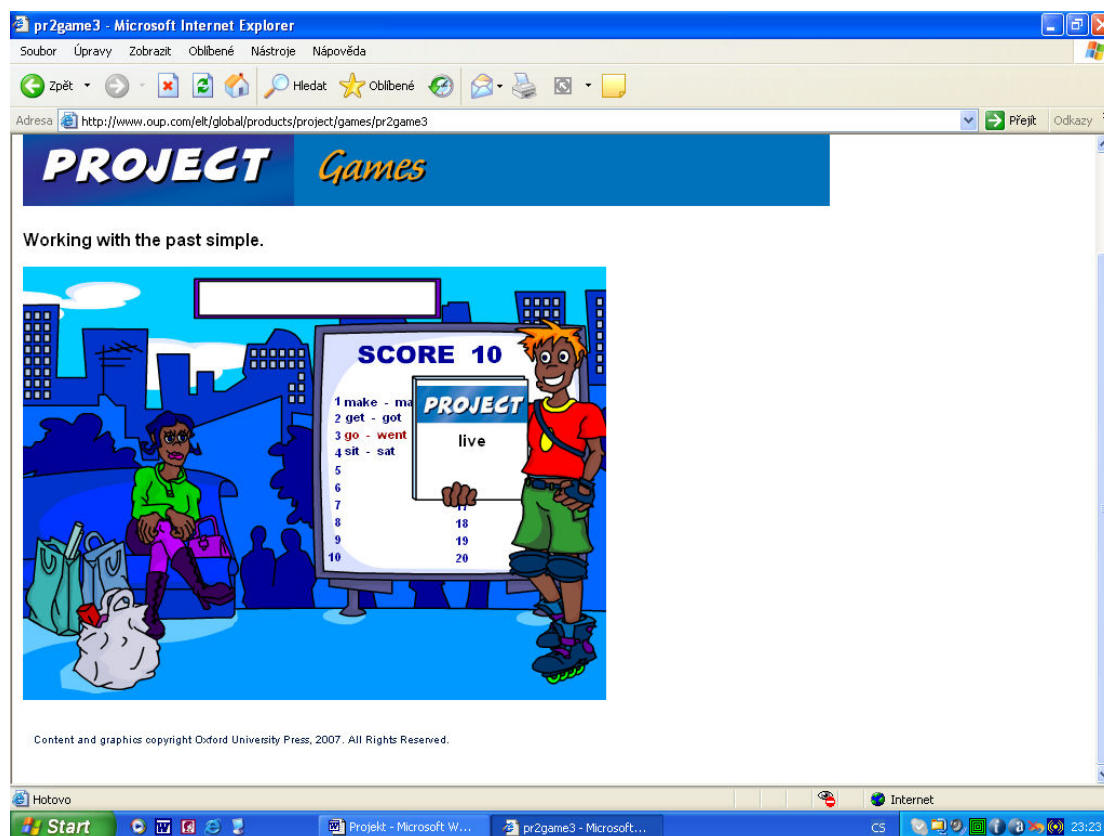 pr2game3 - Microsoft Internet Explorer
Soubor Úpravy Zobrazit Oblíbené Nástroje Nápověda
Zpět Hledat Oblíbené
Adresa http://www.oup.com/elt/global/products/project/games/pr2game3 Přejít Odkazy
PROJECT Games
Working with the past simple.
SCORE 10
1 make - ma
2 get - got
3 go - went
4 sit - sat
5
6
7 17
8 18
9 19
10 20
PROJECT
live
Content and graphics copyright Oxford University Press, 2007. All Rights Reserved.
Hotovo Internet
Start Projekt - Microsoft W... pr2game3 - Microsoft... CS 23:23